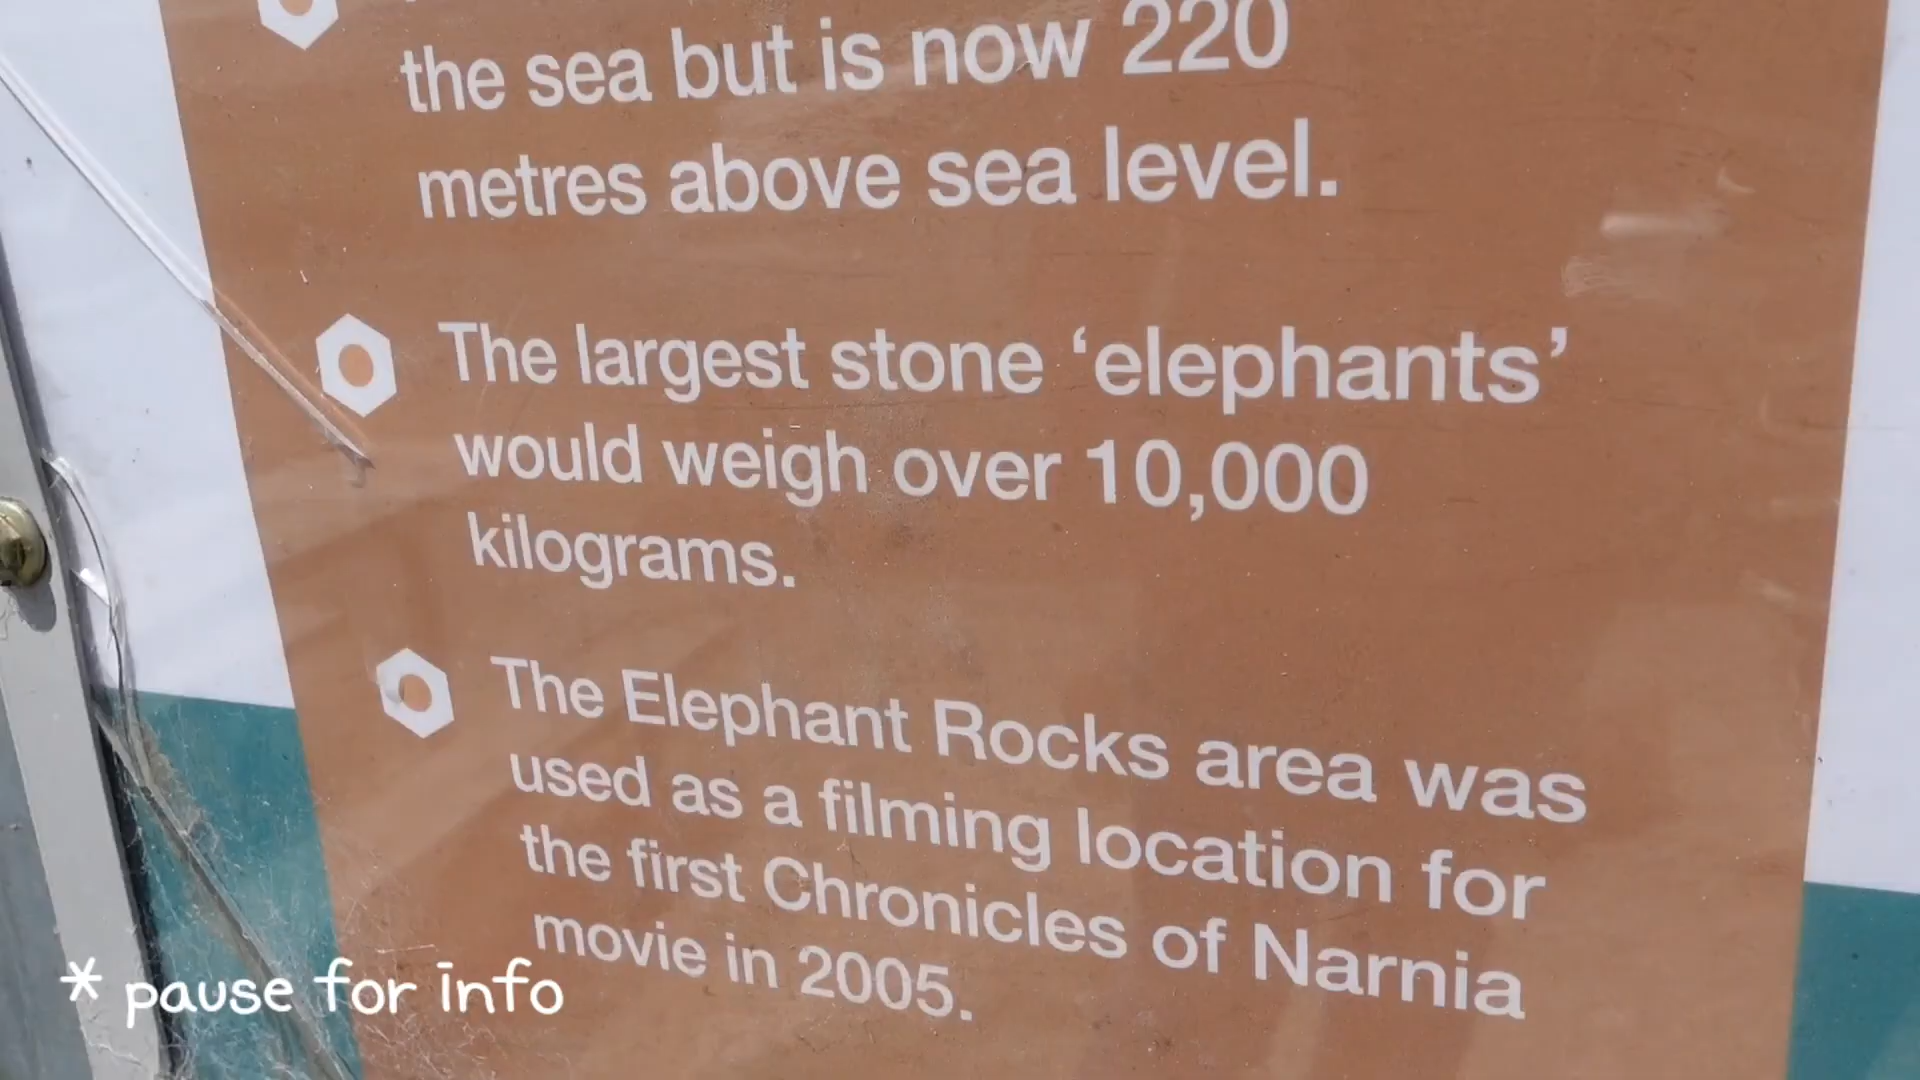 the sea but is now 220
metres above sea level.
The largest stone ‘elephants’
would weigh over 10,000
kilograms.
The Elephant Rocks area was
used as a filming location for
the first Chronicles of Narnia
movie in 2005.
* pause for info